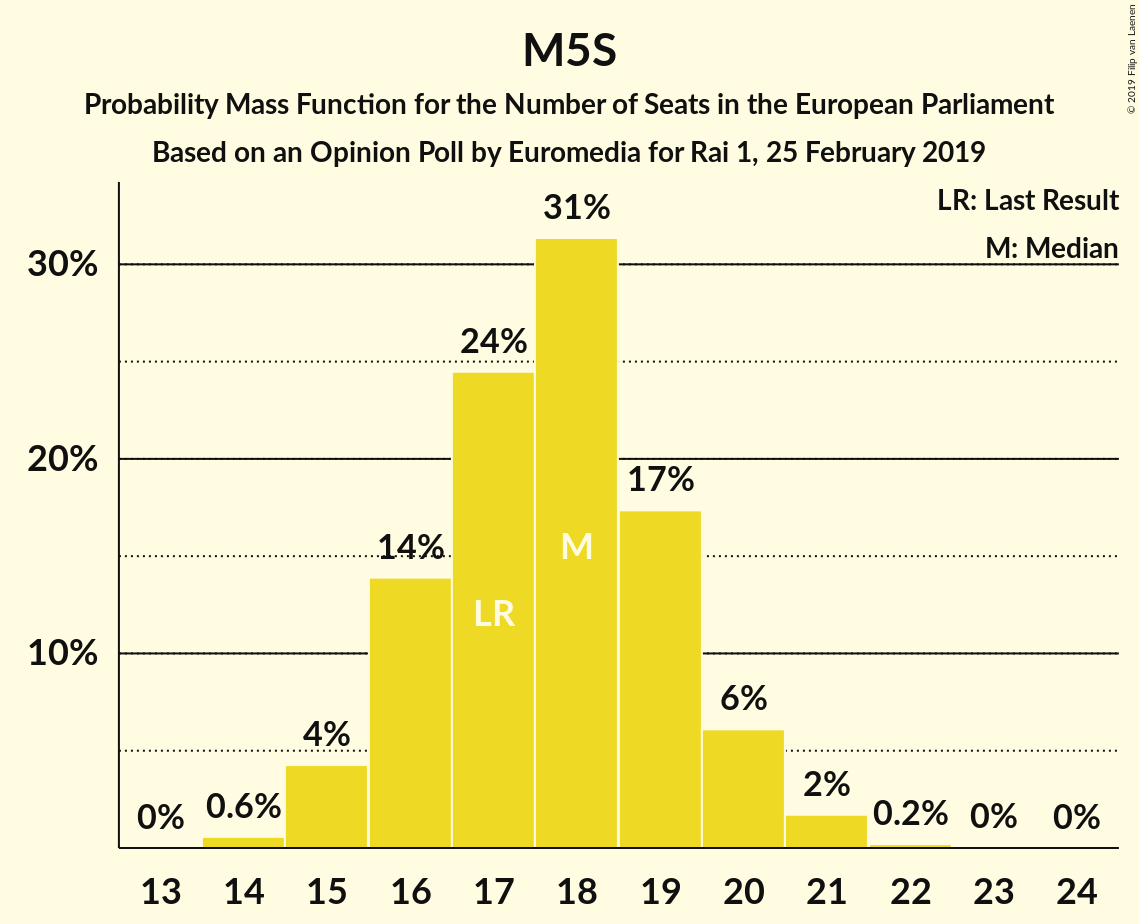 M5S
Probability Mass Function for the Number of Seats in the European Parliament
Based on an Opinion Poll by Euromedia for Rai 1, 25 February 2019
© 2019 Filip van Laenen
LR: Last Result
M: Median
30%
20%
10%
0%
0.6%
4%
14%
24%
31%
17%
6%
2%
0.2%
0%
0%
LR
M
13 14 15 16 17 18 19 20 21 22 23 24